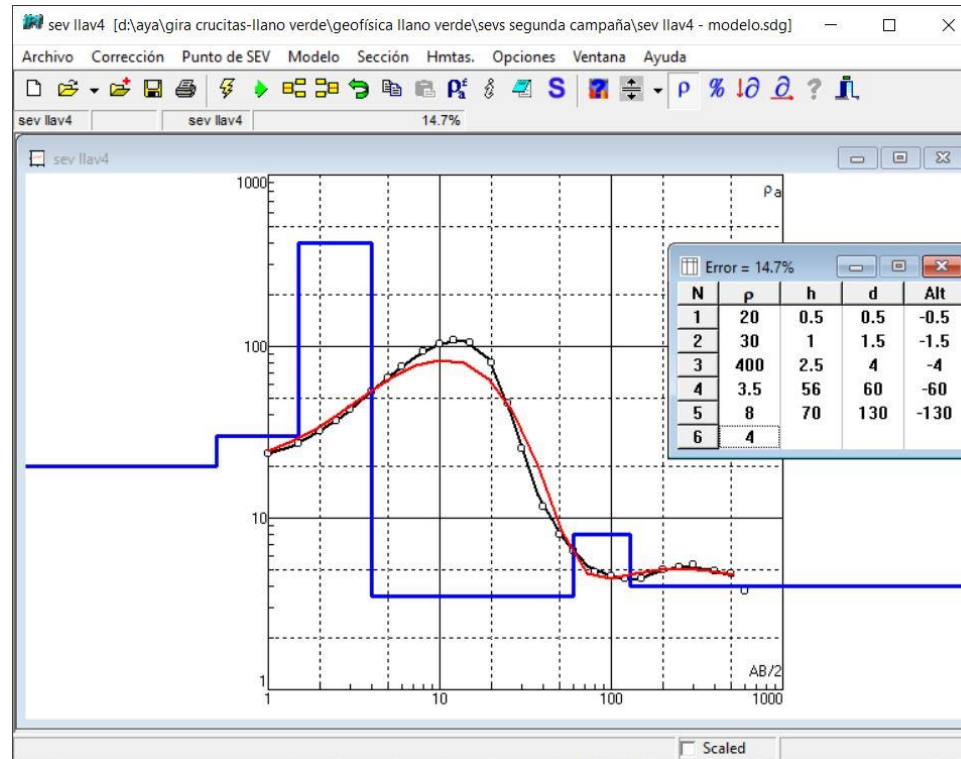 sev llav4 [d:\aya\gira crucitas-llano verde\geofísica llano verde\sevs segunda campaña\sev llav4 - modelo.sdg]
Archivo Corrección Punto de SEV Modelo Sección Hmtas. Opciones Ventana Ayuda
S ρ %
sev llav4 sev llav4 14.7%
sev llav4
1000 ρa
Error = 14.7%
N ρ h d Alt
1 20 0.5 0.5 -0.5
2 30 1 1.5 -1.5
3 400 2.5 4 -4
4 3.5 56 60 -60
5 8 70 130 -130
6 4
100
10
AB/2
1
1 10 100 1000
Scaled